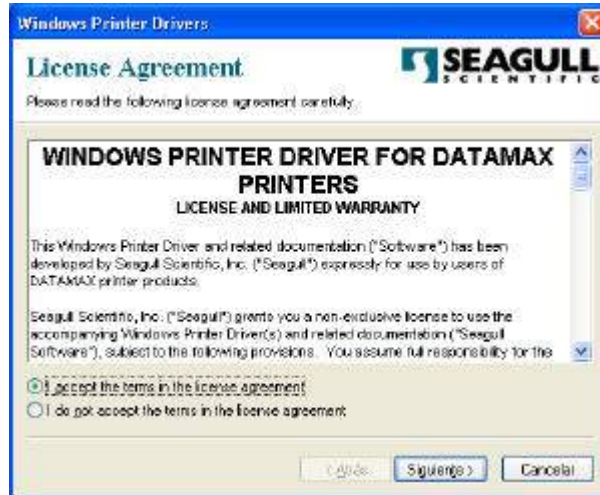 Windows Printer Drivers
License Agreement
SEAGULL
SCIENTIFIC
Please read the following license agreement carefully.
WINDOWS PRINTER DRIVER FOR DATAMAX
PRINTERS
LICENSE AND LIMITED WARRANTY
This Windows Printer Driver and related documentation ("Software") has been
developed by Seagull Scientific, Inc. ("Seagull") expressly for use by users of
DATAMAX printer products.
Seagull Scientific, Inc. ("Seagull") grants you a non-exclusive license to use the
accompanying Windows Printer Driver(s) and related documentation ("Seagull
Software"), subject to the following provisions. You assume full responsibility for the
I accept the terms in the license agreement
I do not accept the terms in the license agreement
< Atrás
Siguiente >
Cancelar